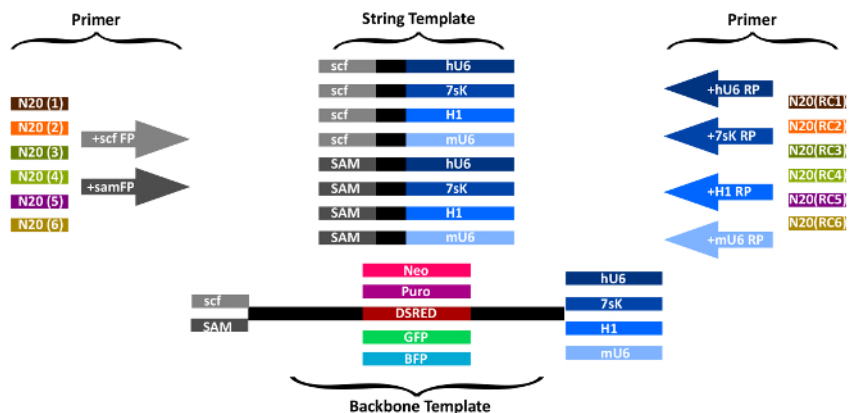 Primer
String Template
Primer
N20 (1)
N20 (2)
N20 (3)
N20 (4)
N20 (5)
N20 (6)
+scf FP
+samFP
scf hU6
scf 7sK
scf H1
scf mU6
SAM hU6
SAM 7sK
SAM H1
SAM mU6
+hU6 RP
+7sK RP
+H1 RP
+mU6 RP
N20(RC1)
N20(RC2)
N20(RC3)
N20(RC4)
N20(RC5)
N20(RC6)
scf
SAM
Neo
Puro
DSRED
GFP
BFP
hU6
7sK
H1
mU6
Backbone Template